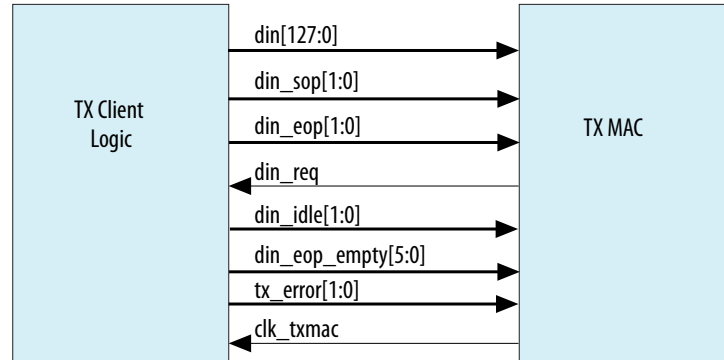 TX Client
Logic
din[127:0]
din_sop[1:0]
din_eop[1:0]
din_req
din_idle[1:0]
din_eop_empty[5:0]
tx_error[1:0]
clk_txmac
TX MAC